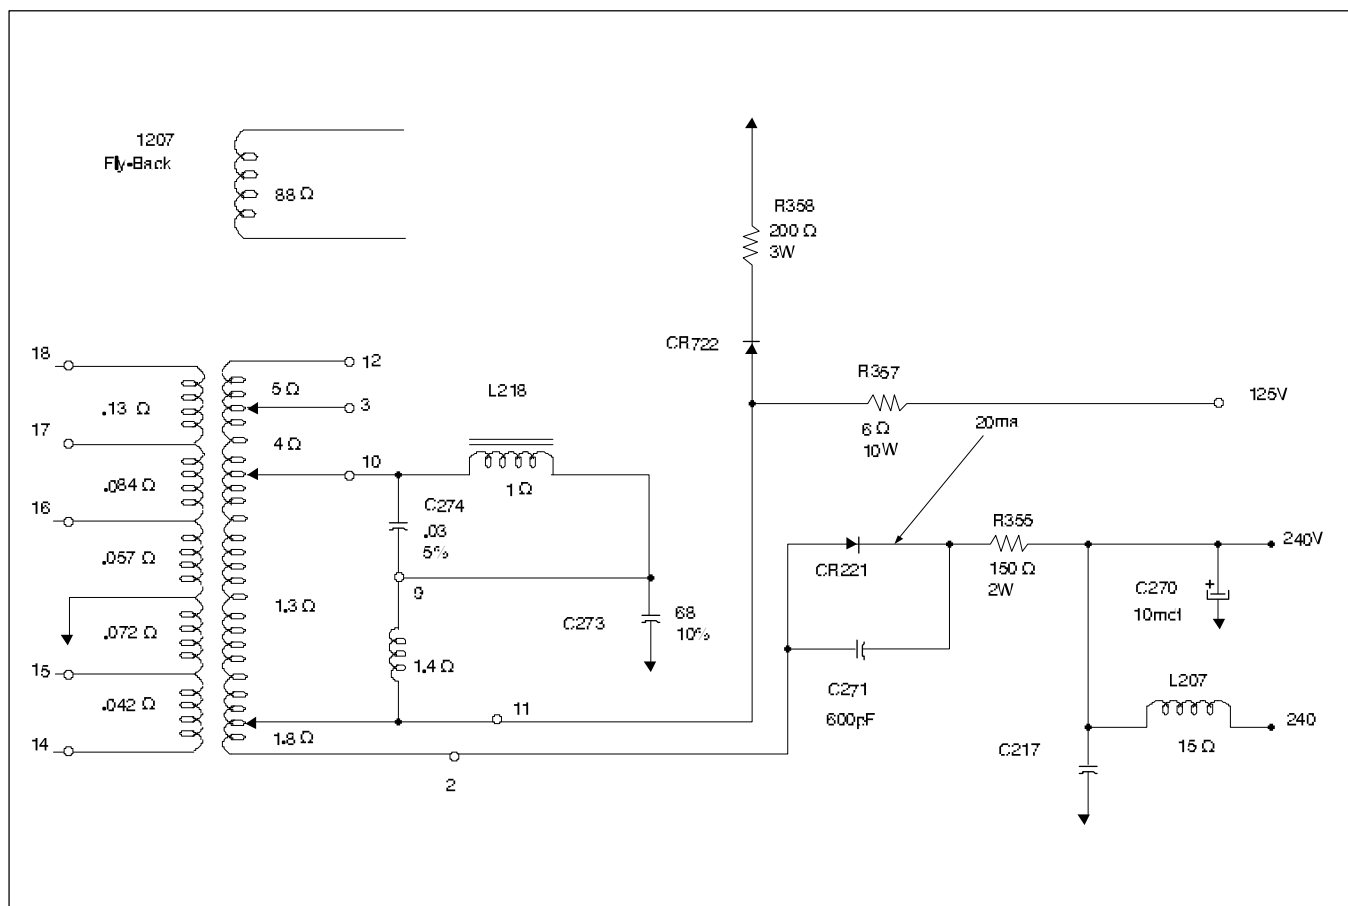 1207
Fly-Back
88 Ω
R358
200 Ω
3W
CR722
R357
6 Ω
10W
125V
20ma
18
.13 Ω
17
.084 Ω
16
.057 Ω
.072 Ω
15
.042 Ω
14
12
5 Ω
3
4 Ω
10
L218
1 Ω
C274
.03
5%
9
1.3 Ω
1.4 Ω
C273
68
10%
11
1.8 Ω
2
CR221
R355
150 Ω
2W
240V
C270
+
10mct
C271
600pF
L207
15 Ω
240
C217